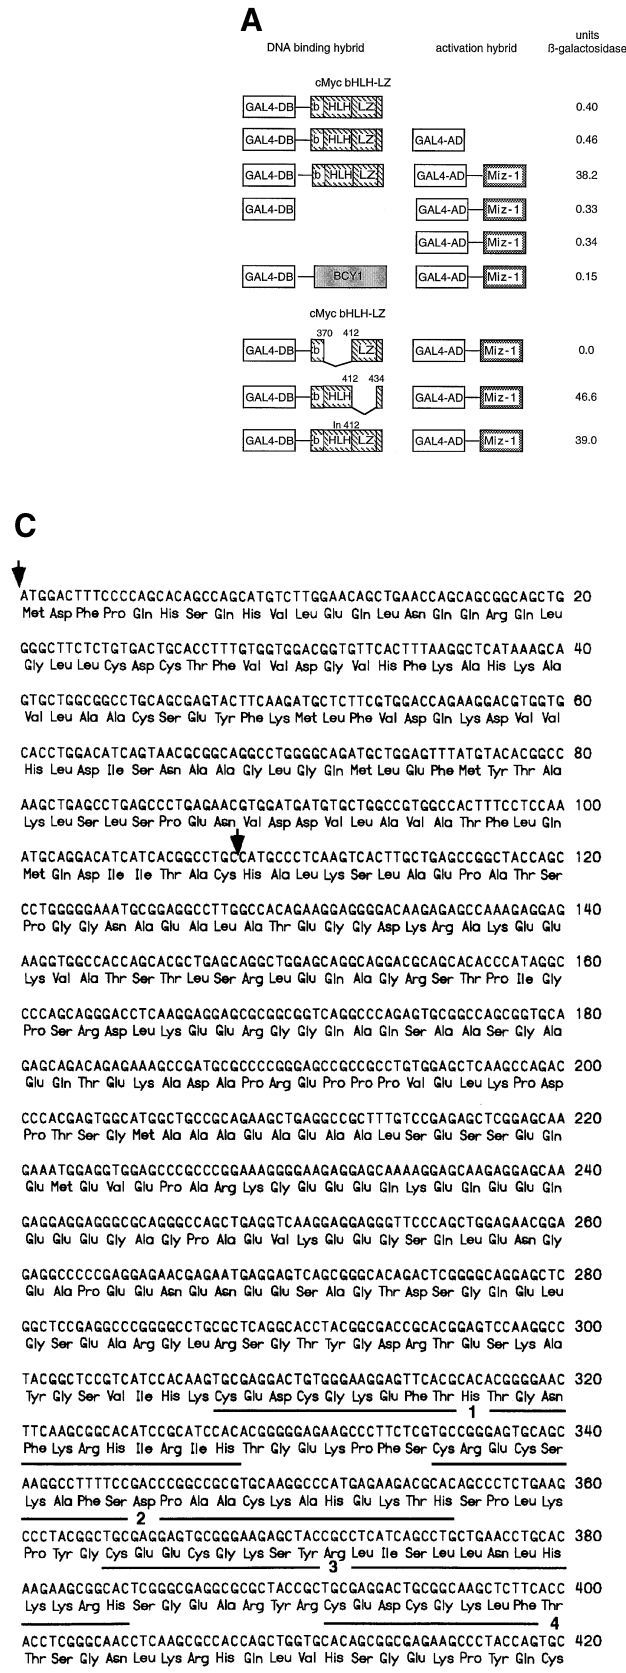 A
units
DNA binding hybrid activation hybrid ß-galactosidase
cMyc bHLH-LZ
GAL4-DB b HLH LZ 0.40
GAL4-DB b HLH LZ GAL4-AD 0.46
GAL4-DB b HLH LZ GAL4-AD Miz-1 38.2
GAL4-DB GAL4-AD Miz-1 0.33
GAL4-AD Miz-1 0.34
GAL4-DB BCY1 GAL4-AD Miz-1 0.15
cMyc bHLH-LZ
370 412
GAL4-DB b LZ GAL4-AD Miz-1 0.0
412 434
GAL4-DB b HLH GAL4-AD Miz-1 46.6
In 412
GAL4-DB b HLH LZ GAL4-AD Miz-1 39.0
C
ATGGACTTTCCCCAGCACAGCCAGCATGTCTTGGAACAGCTGAACCAGCAGCGGCAGCTG 20
Met Asp Phe Pro Gln His Ser Gln His Val Leu Glu Gln Leu Asn Gln Gln Arg Gln Leu
GGGCTTCTCTGTGACTGCACCTTTGTGGTGGACGGTGTTCACTTTAAGGCTCATAAAGCA 40
Gly Leu Leu Cys Asp Cys Thr Phe Val Val Asp Gly Val His Phe Lys Ala His Lys Ala
GTGCTGGCGGCCTGCAGCGAGTACTTCAAGATGCTCTTCGTGGACCAGAAGGACGTGGTG 60
Val Leu Ala Ala Cys Ser Glu Tyr Phe Lys Met Leu Phe Val Asp Gln Lys Asp Val Val
CACCTGGACATCAGTAACGCGGCAGGCCTGGGGCAGATGCTGGAGTTTATGTACACGGCC 80
His Leu Asp Ile Ser Asn Ala Ala Gly Leu Gly Gln Met Leu Glu Phe Met Tyr Thr Ala
AAGCTGAGCCTGAGCCCTGAGAACGTGGATGATGTGCTGGCCGTGGCCACTTTCCTCCAA 100
Lys Leu Ser Leu Ser Pro Glu Asn Val Asp Asp Val Leu Ala Val Ala Thr Phe Leu Gln
ATGCAGGACATCATCACGGCCTGCCATGCCCTCAAGTCACTTGCTGAGCCGGCTACCAGC 120
Met Gln Asp Ile Ile Thr Ala Cys His Ala Leu Lys Ser Leu Ala Glu Pro Ala Thr Ser
CCTGGGGGAAATGCGGAGGCCTTGGCCACAGAAGGAGGGGACAAGAGAGCCAAAGAGGAG 140
Pro Gly Gly Asn Ala Glu Ala Leu Ala Thr Glu Gly Gly Asp Lys Arg Ala Lys Glu Glu
AAGGTGGCCACCAGCACGCTGAGCAGGCTGGAGCAGGCAGGACGCAGCACACCCATAGGC 160
Lys Val Ala Thr Ser Thr Leu Ser Arg Leu Glu Gln Ala Gly Arg Ser Thr Pro Ile Gly
CCCAGCAGGGACCTCAAGGAGGAGCGCGGCGGTCAGGCCCAGAGTGCGGCCAGCGGTGCA 180
Pro Ser Arg Asp Leu Lys Glu Glu Arg Gly Gly Gln Ala Gln Ser Ala Ala Ser Gly Ala
GAGCAGACAGAGAAAGCCGATGCGCCCCGGGAGCCGCCGCCTGTGGAGCTCAAGCCAGAC 200
Glu Gln Thr Glu Lys Ala Asp Ala Pro Arg Glu Pro Pro Pro Val Glu Leu Lys Pro Asp
CCCACGAGTGGCATGGCTGCCGCAGAAGCTGAGGCCGCTTTGTCCGAGAGCTCGGAGCAA 220
Pro Thr Ser Gly Met Ala Ala Ala Glu Ala Glu Ala Ala Leu Ser Glu Ser Ser Glu Gln
GAAATGGAGGTGGAGCCCGCCCGGAAAGGGGAAGAGGAGCAAAAGGAGCAAGAGGAGCAA 240
Glu Met Glu Val Glu Pro Ala Arg Lys Gly Glu Glu Glu Gln Lys Glu Gln Glu Glu Gln
GAGGAGGAGGGCGCAGGGCCAGCTGAGGTCAAGGAGGAGGGTTCCCAGCTGGAGAACGGA 260
Glu Glu Glu Gly Ala Gly Pro Ala Glu Val Lys Glu Glu Gly Ser Gln Leu Glu Asn Gly
GAGGCCCCCGAGGAGAACGAGAATGAGGAGTCAGCGGGCACAGACTCGGGGCAGGAGCTC 280
Glu Ala Pro Glu Glu Asn Glu Asn Glu Glu Ser Ala Gly Thr Asp Ser Gly Gln Glu Leu
GGCTCCGAGGCCCGGGGCCTGCGCTCAGGCACCTACGGCGACCGCACGGAGTCCAAGGCC 300
Gly Ser Glu Ala Arg Gly Leu Arg Ser Gly Thr Tyr Gly Asp Arg Thr Glu Ser Lys Ala
TACGGCTCCGTCATCCACAAGTGCGAGGACTGTGGGAAGGAGTTCACGCACACGGGGAAC 320
Tyr Gly Ser Val Ile His Lys Cys Glu Asp Cys Gly Lys Glu Phe Thr His Thr Gly Asn
1
TTCAAGCGGCACATCCGCATCCACACGGGGGAGAAGCCCTTCTCGTGCCGGGAGTGCAGC 340
Phe Lys Arg His Ile Arg Ile His Thr Gly Glu Lys Pro Phe Ser Cys Arg Glu Cys Ser
AAGGCCTTTTCCGACCCGGCCGCGTGCAAGGCCCATGAGAAGACGCACAGCCCTCTGAAG 360
Lys Ala Phe Ser Asp Pro Ala Ala Cys Lys Ala His Glu Lys Thr His Ser Pro Leu Lys
2
CCCTACGGCTGCGAGGAGTGCGGGAAGAGCTACCGCCTCATCAGCCTGCTGAACCTGCAC 380
Pro Tyr Gly Cys Glu Glu Cys Gly Lys Ser Tyr Arg Leu Ile Ser Leu Leu Asn Leu His
3
AAGAAGCGGCACTCGGGCGAGGCGCGCTACCGCTGCGAGGACTGCGGCAAGCTCTTCACC 400
Lys Lys Arg His Ser Gly Glu Ala Arg Tyr Arg Cys Glu Asp Cys Gly Lys Leu Phe Thr
4
ACCTCGGGCAACCTCAAGCGCCACCAGCTGGTGCACAGCGGCGAGAAGCCCTACCAGTGC 420
Thr Ser Gly Asn Leu Lys Arg His Gln Leu Val His Ser Gly Glu Lys Pro Tyr Gln Cys